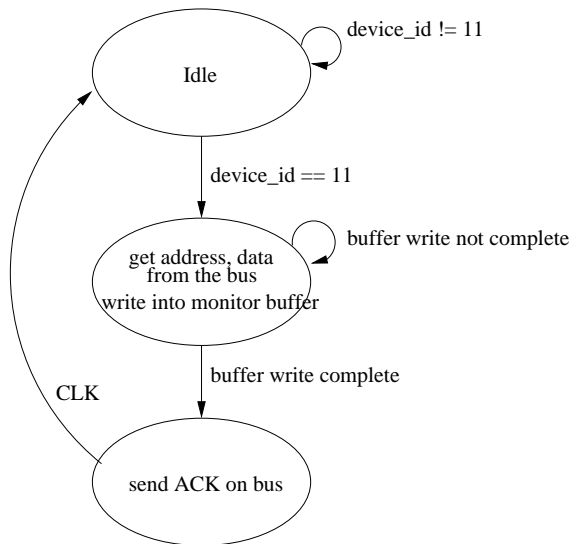 device_id != 11
Idle
device_id == 11
buffer write not complete
get address, data
from the bus
write into monitor buffer
buffer write complete
CLK
send ACK on bus